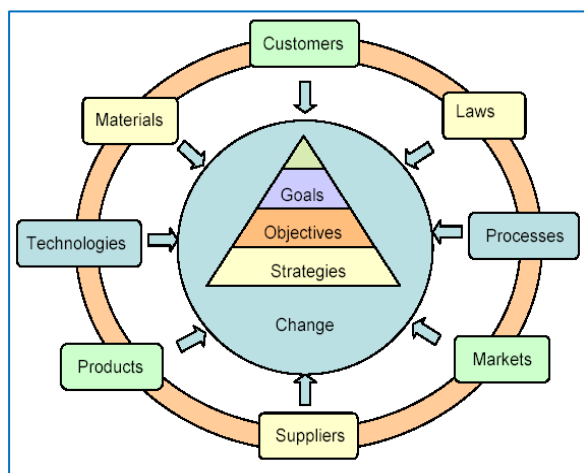 Customers
Materials
Laws
Goals
Technologies
Objectives
Processes
Strategies
Change
Products
Markets
Suppliers